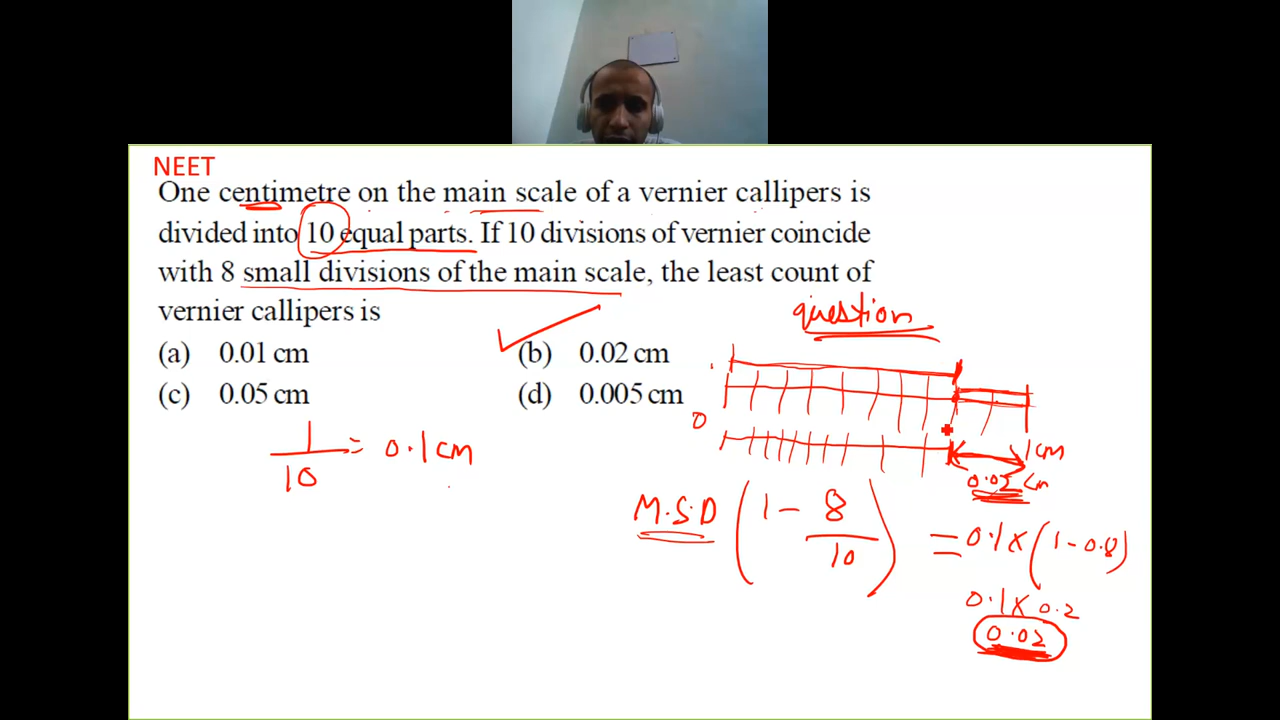 NEET
One centimetre on the main scale of a vernier callipers is
divided into 10 equal parts. If 10 divisions of vernier coincide
with 8 small divisions of the main scale, the least count of
vernier callipers is
(a) 0.01 cm
(b) 0.02 cm
(c) 0.05 cm
(d) 0.005 cm
question
0
1cm
0.02 cm
1/10 = 0.1 cm
M.S.D (1 - 8/10) = 0.1 x (1 - 0.8)
0.1 x 0.2
0.02